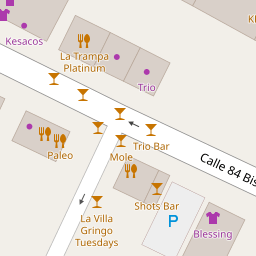 Kesacos
La Trampa
Platinum
Trio
Trio Bar
Calle 84 Bis
Paleo
Mole
Shots Bar
La Villa
Gringo
Tuesdays
P
Blessing